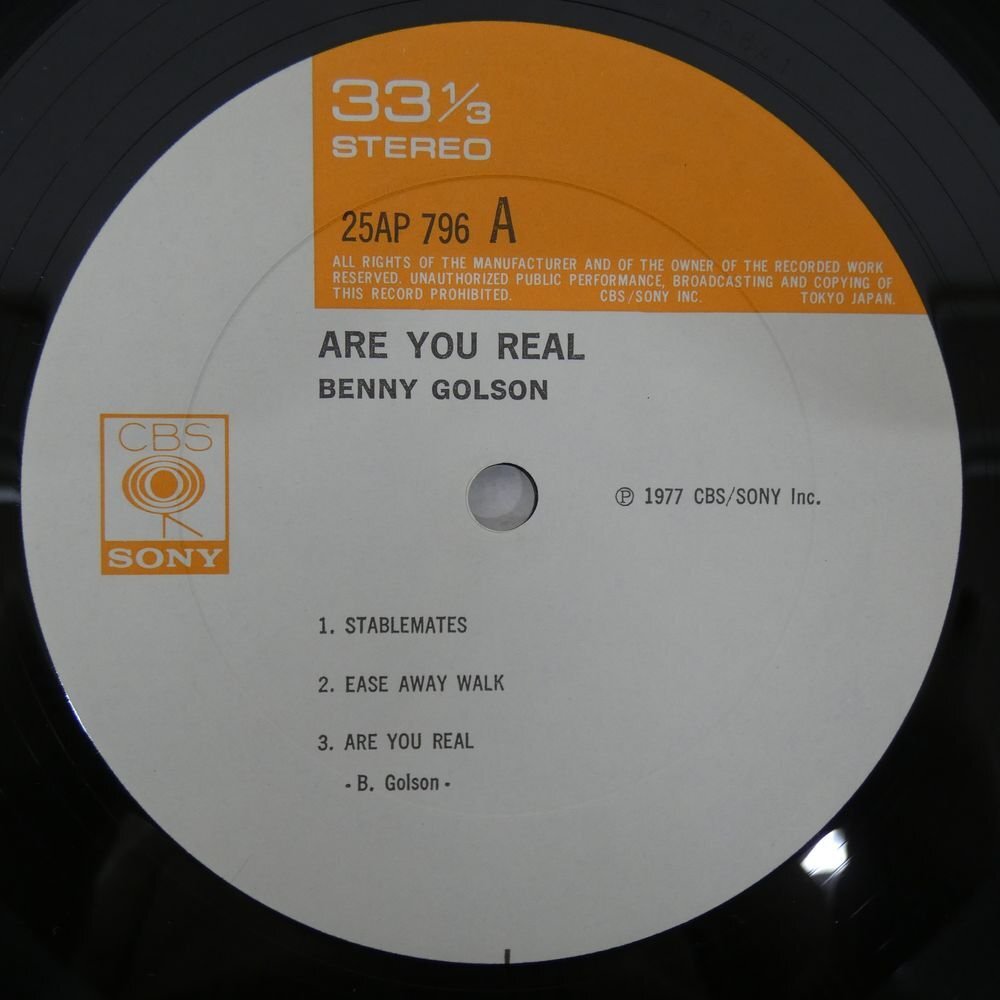 33 1/3
STEREO
25AP 796 A
ALL RIGHTS OF THE MANUFACTURER AND OF THE OWNER OF THE RECORDED WORK
RESERVED. UNAUTHORIZED PUBLIC PERFORMANCE, BROADCASTING AND COPYING OF
THIS RECORD PROHIBITED. CBS/SONY INC. TOKYO JAPAN.
ARE YOU REAL
BENNY GOLSON
CBS
SONY
℗ 1977 CBS/SONY Inc.
1. STABLEMATES
2. EASE AWAY WALK
3. ARE YOU REAL
- B. Golson -